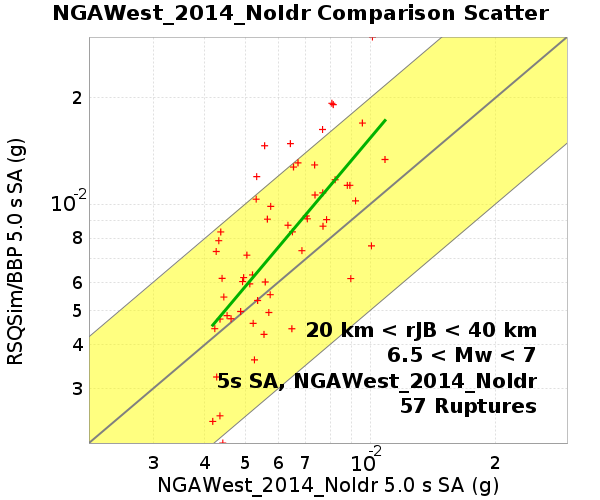 NGAWest_2014_NoIdr Comparison Scatter
RSQSim/BBP 5.0 s SA (g)
2
10-2
8
6
5
4
3
20 km < rJB < 40 km
6.5 < Mw < 7
5s SA, NGAWest_2014_NoIdr
57 Ruptures
3 4 5 6 7 10-2 2
NGAWest_2014_NoIdr 5.0 s SA (g)